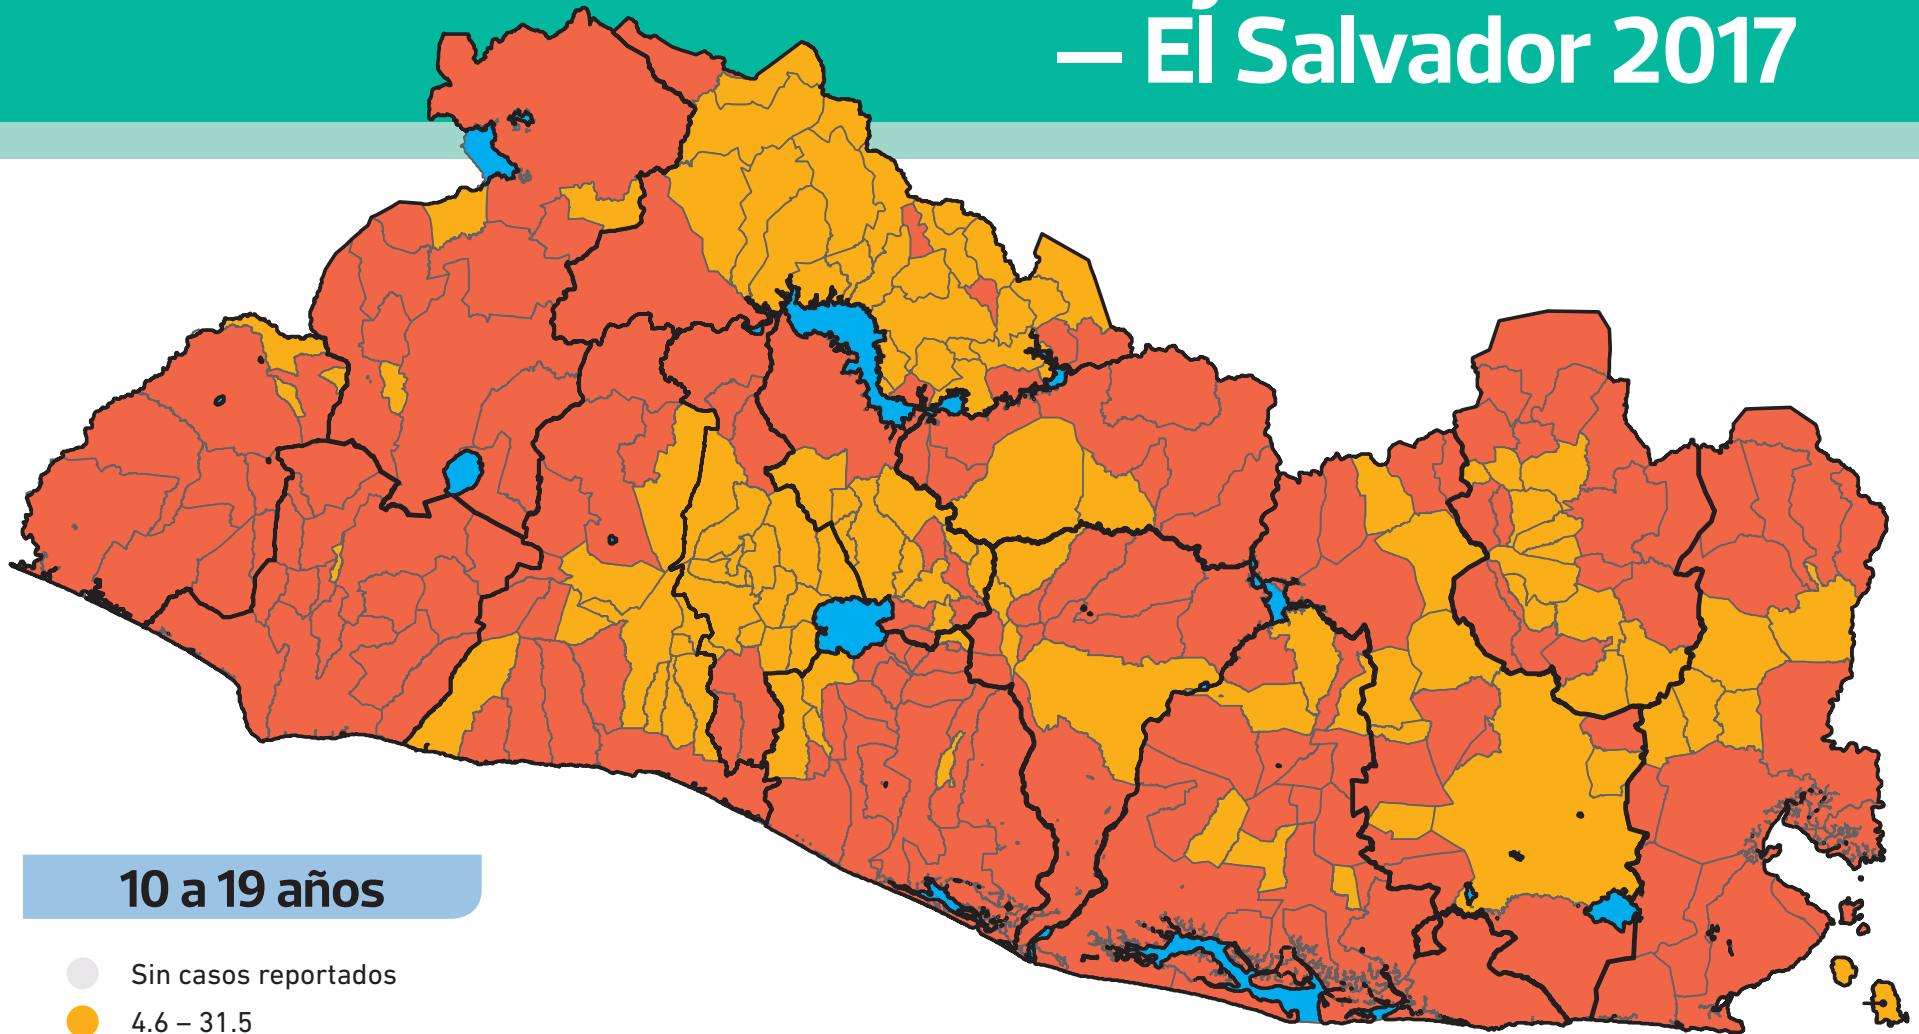 — El Salvador 2017
10 a 19 años
Sin casos reportados
4.6 – 31.5